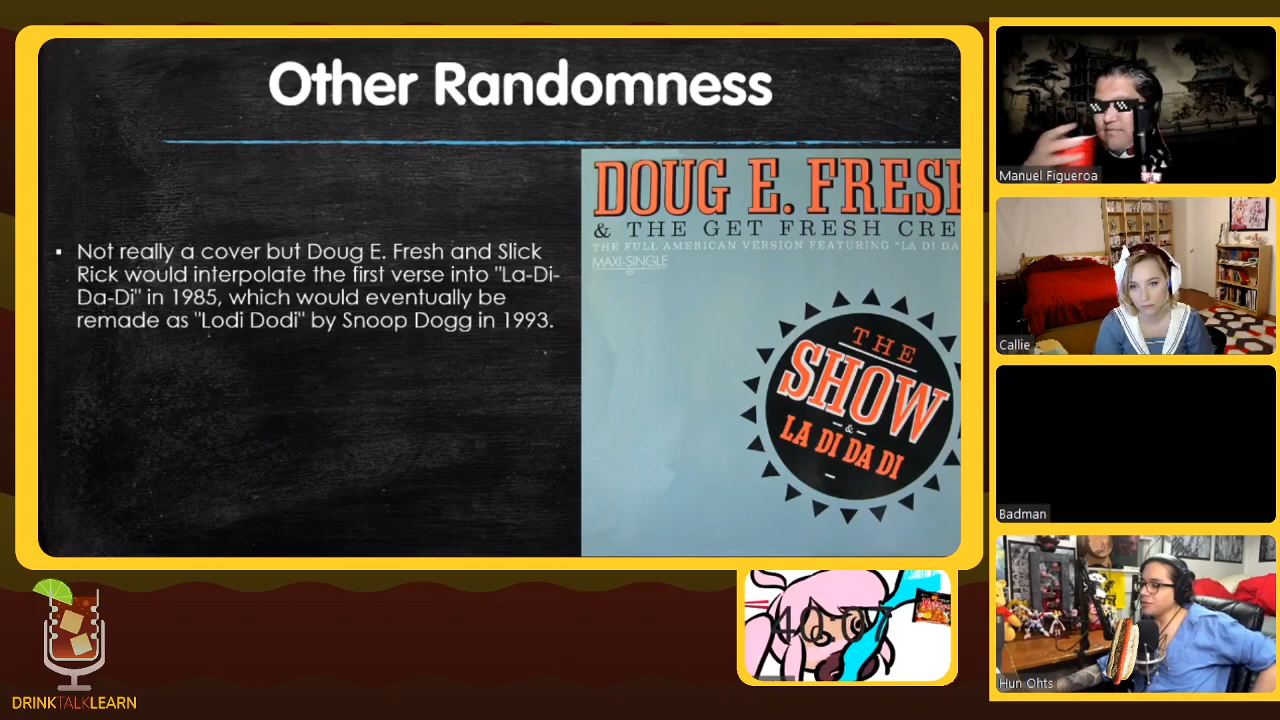 Other Randomness
▪ Not really a cover but Doug E. Fresh and Slick
Rick would interpolate the first verse into "La-Di-
Da-Di" in 1985, which would eventually be
remade as "Lodi Dodi" by Snoop Dogg in 1993.
DOUG E. FRESH
& THE GET FRESH CRE
THE FULL AMERICAN VERSION FEATURING "LA DI DA
MAXI-SINGLE
THE
SHOW
-&-
LA DI DA DI
Manuel Figueroa
Callie
Badman
Hun Ohts
DRINKTALKLEARN